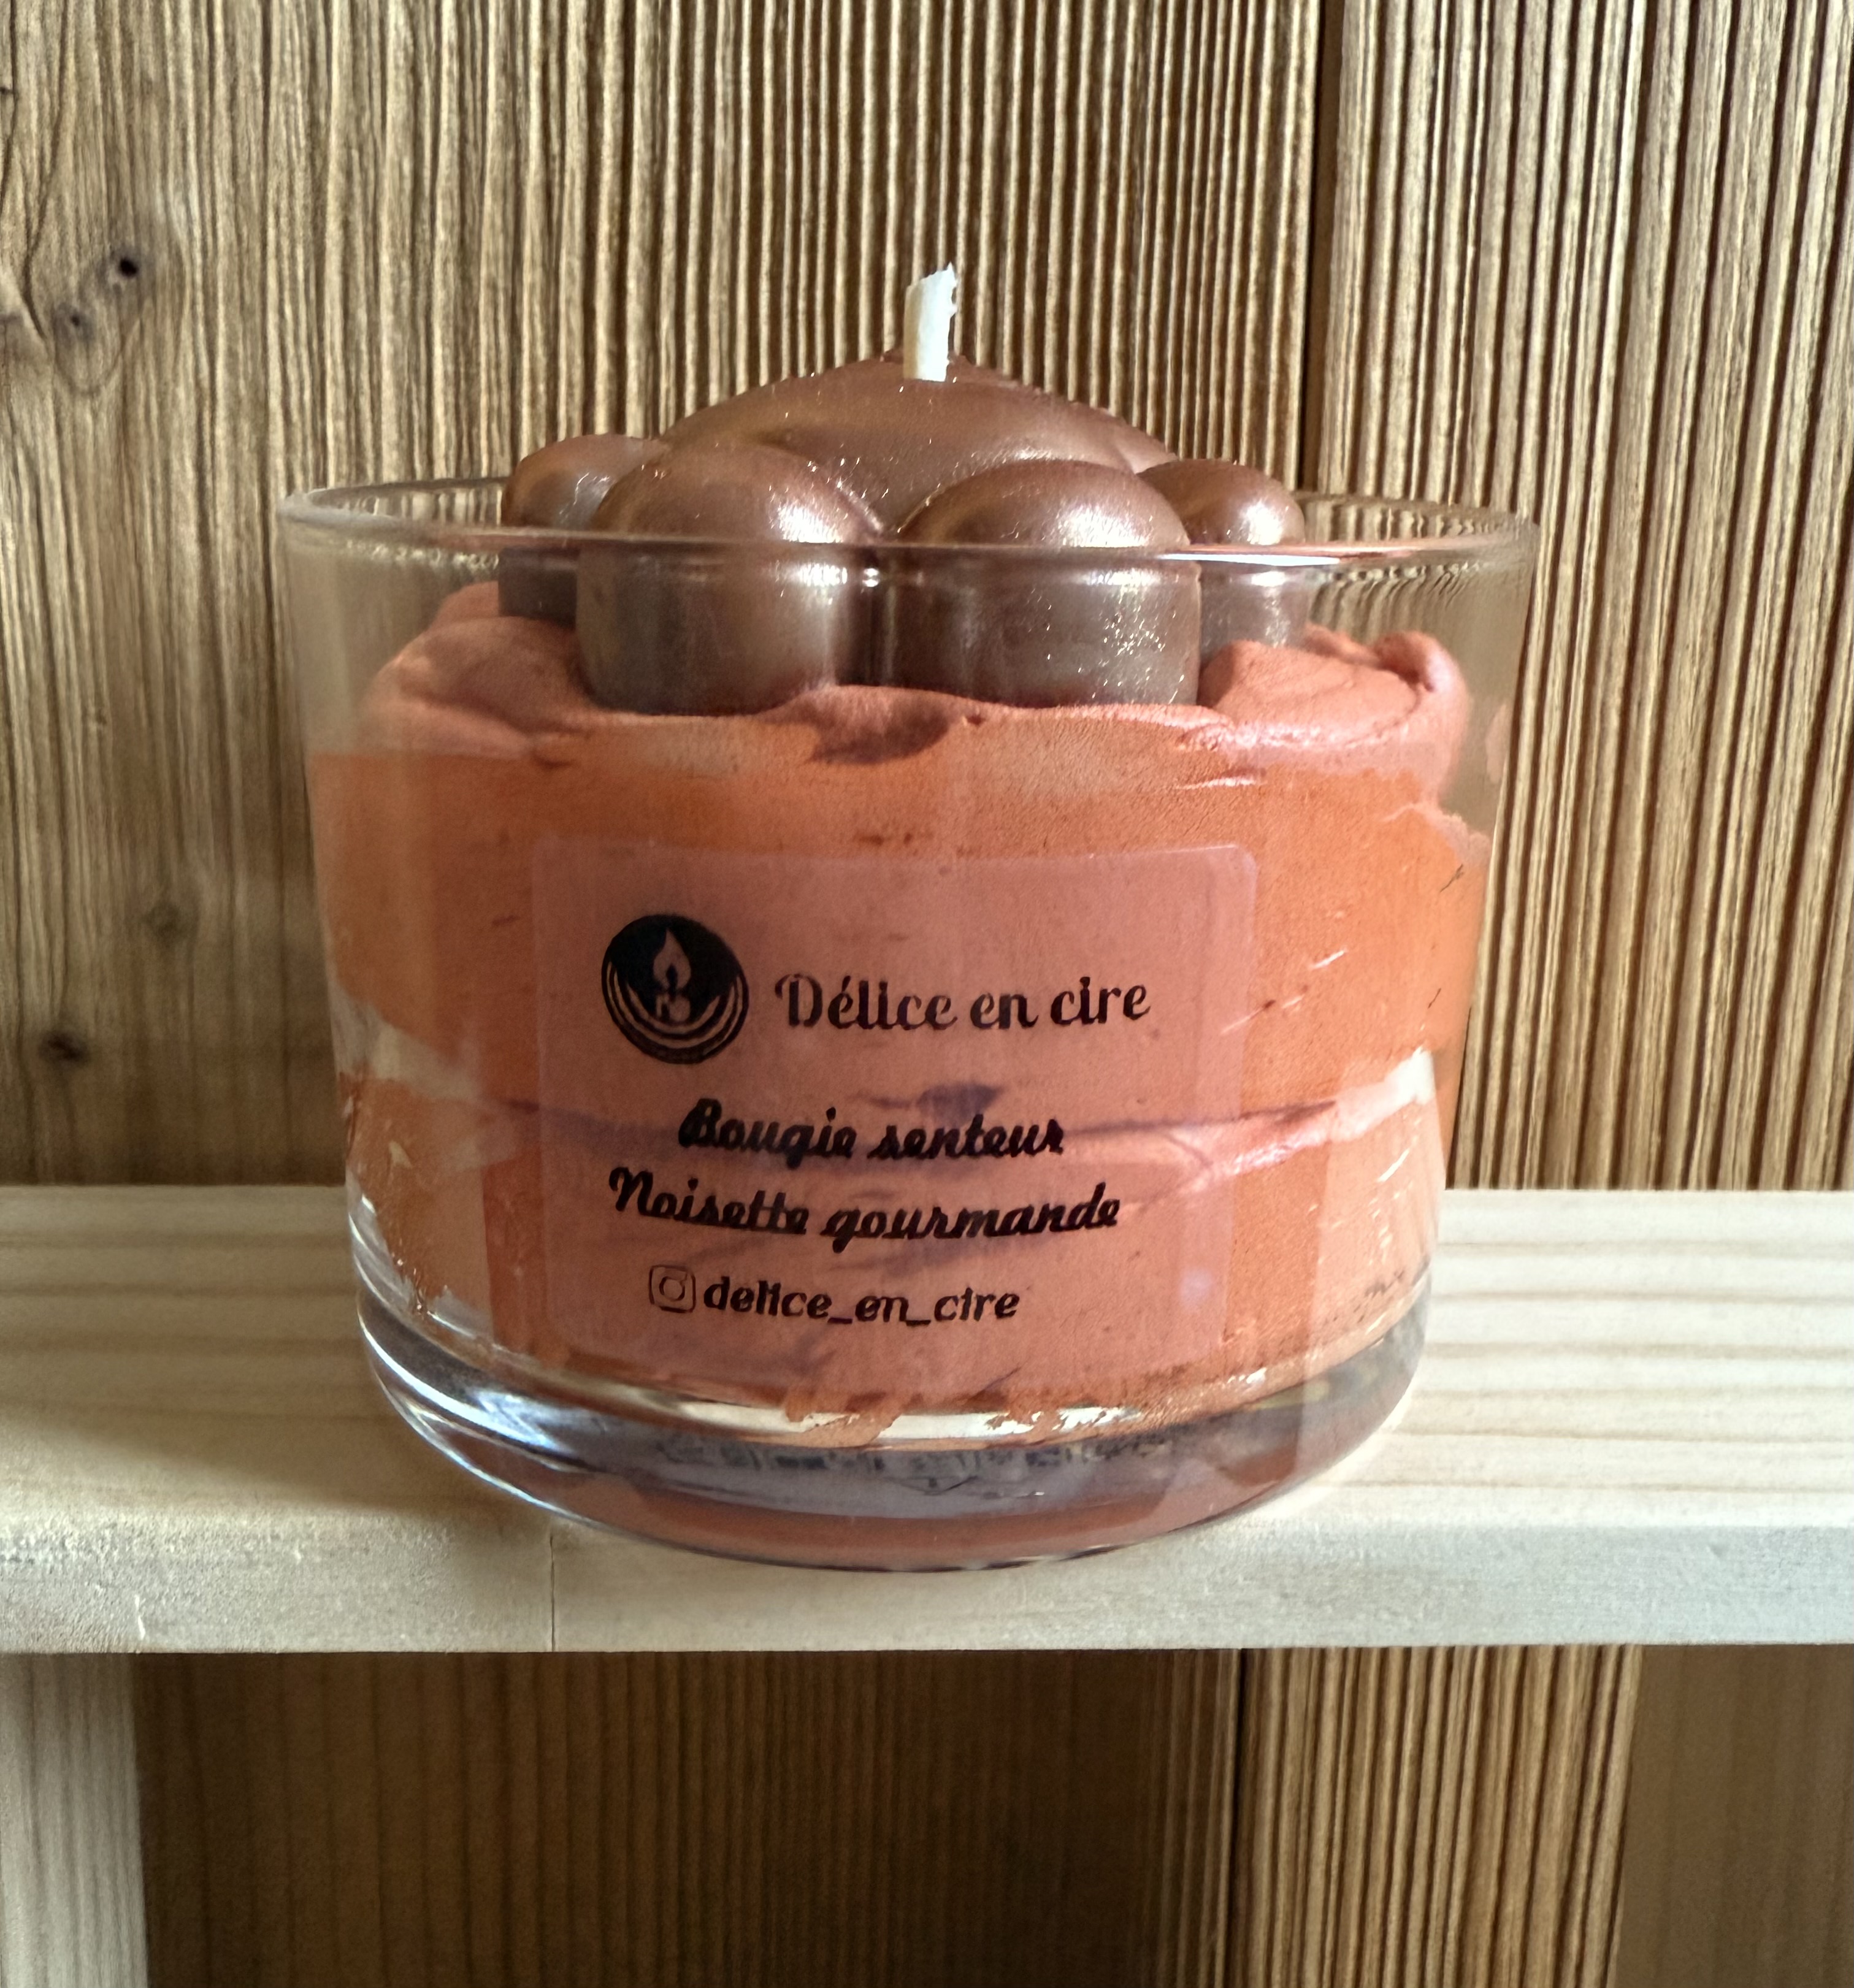 Délice en cire
Bougie senteur
Noisette gourmande
delice_en_cire